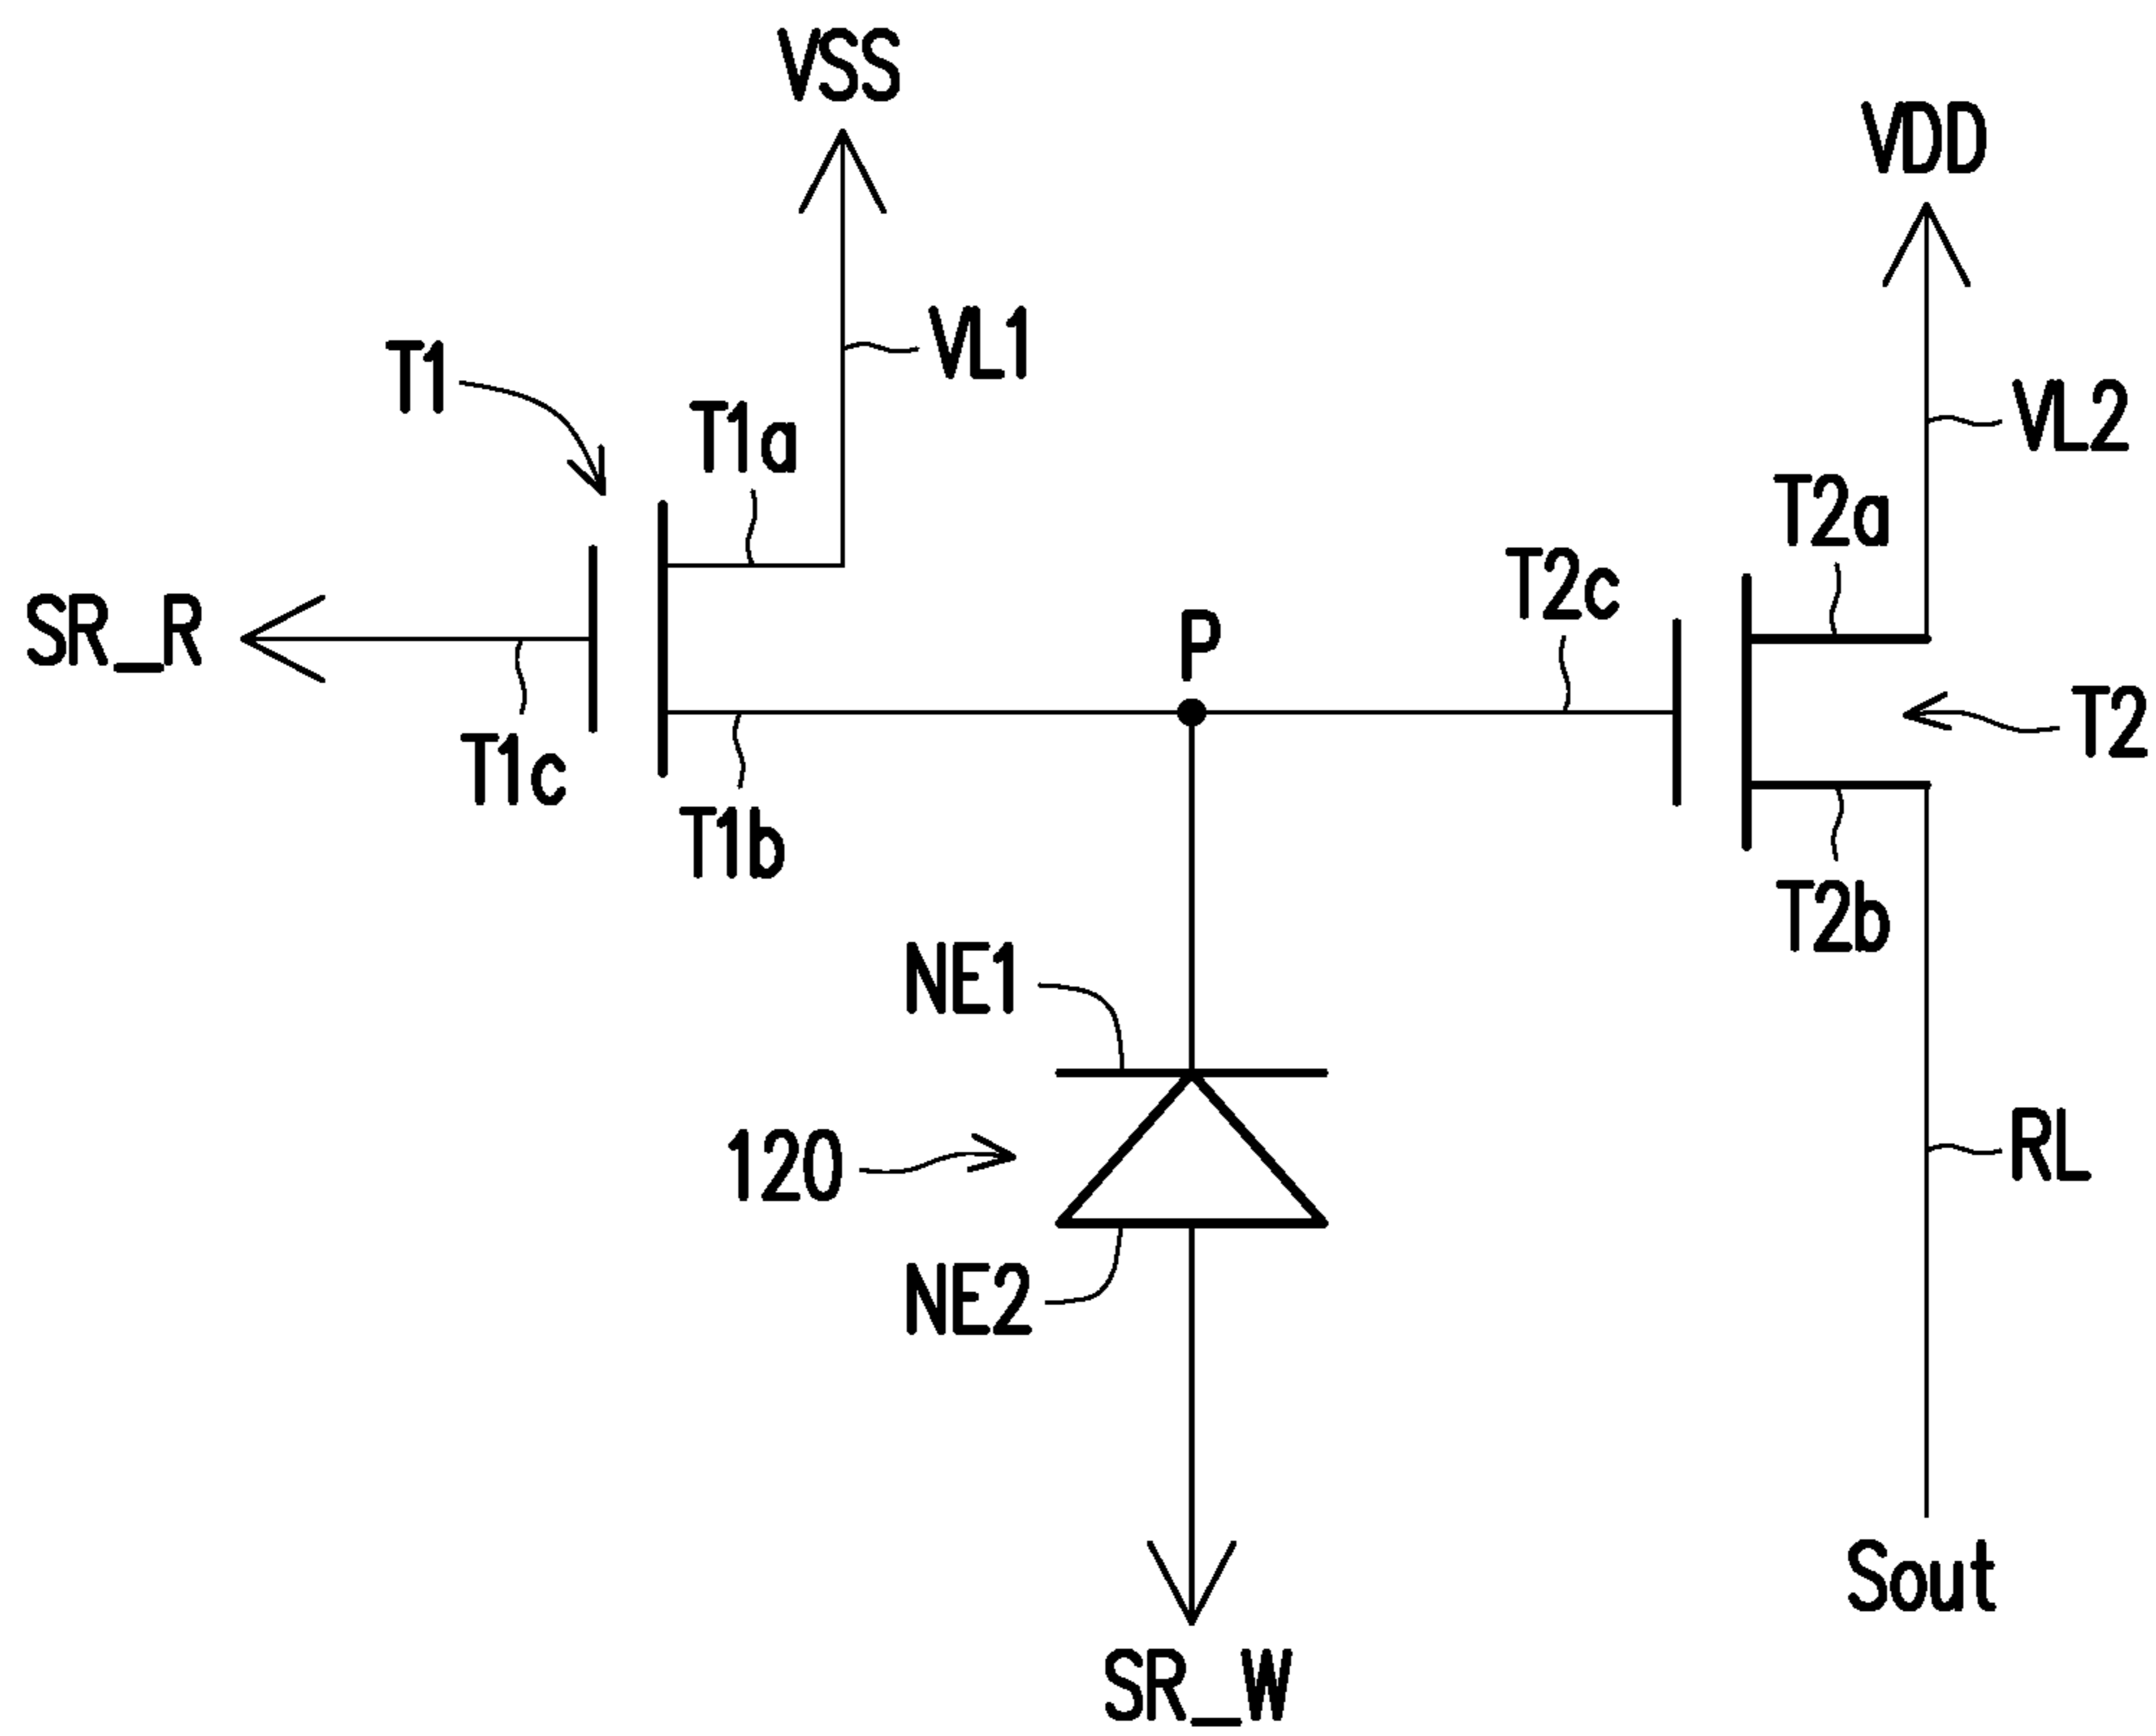 VSS
VDD
VL1
T1
VL2
T1a
T2a
T2c
SR_R
P
T2
T1c
T1b
T2b
NE1
RL
120
NE2
Sout
SR_W